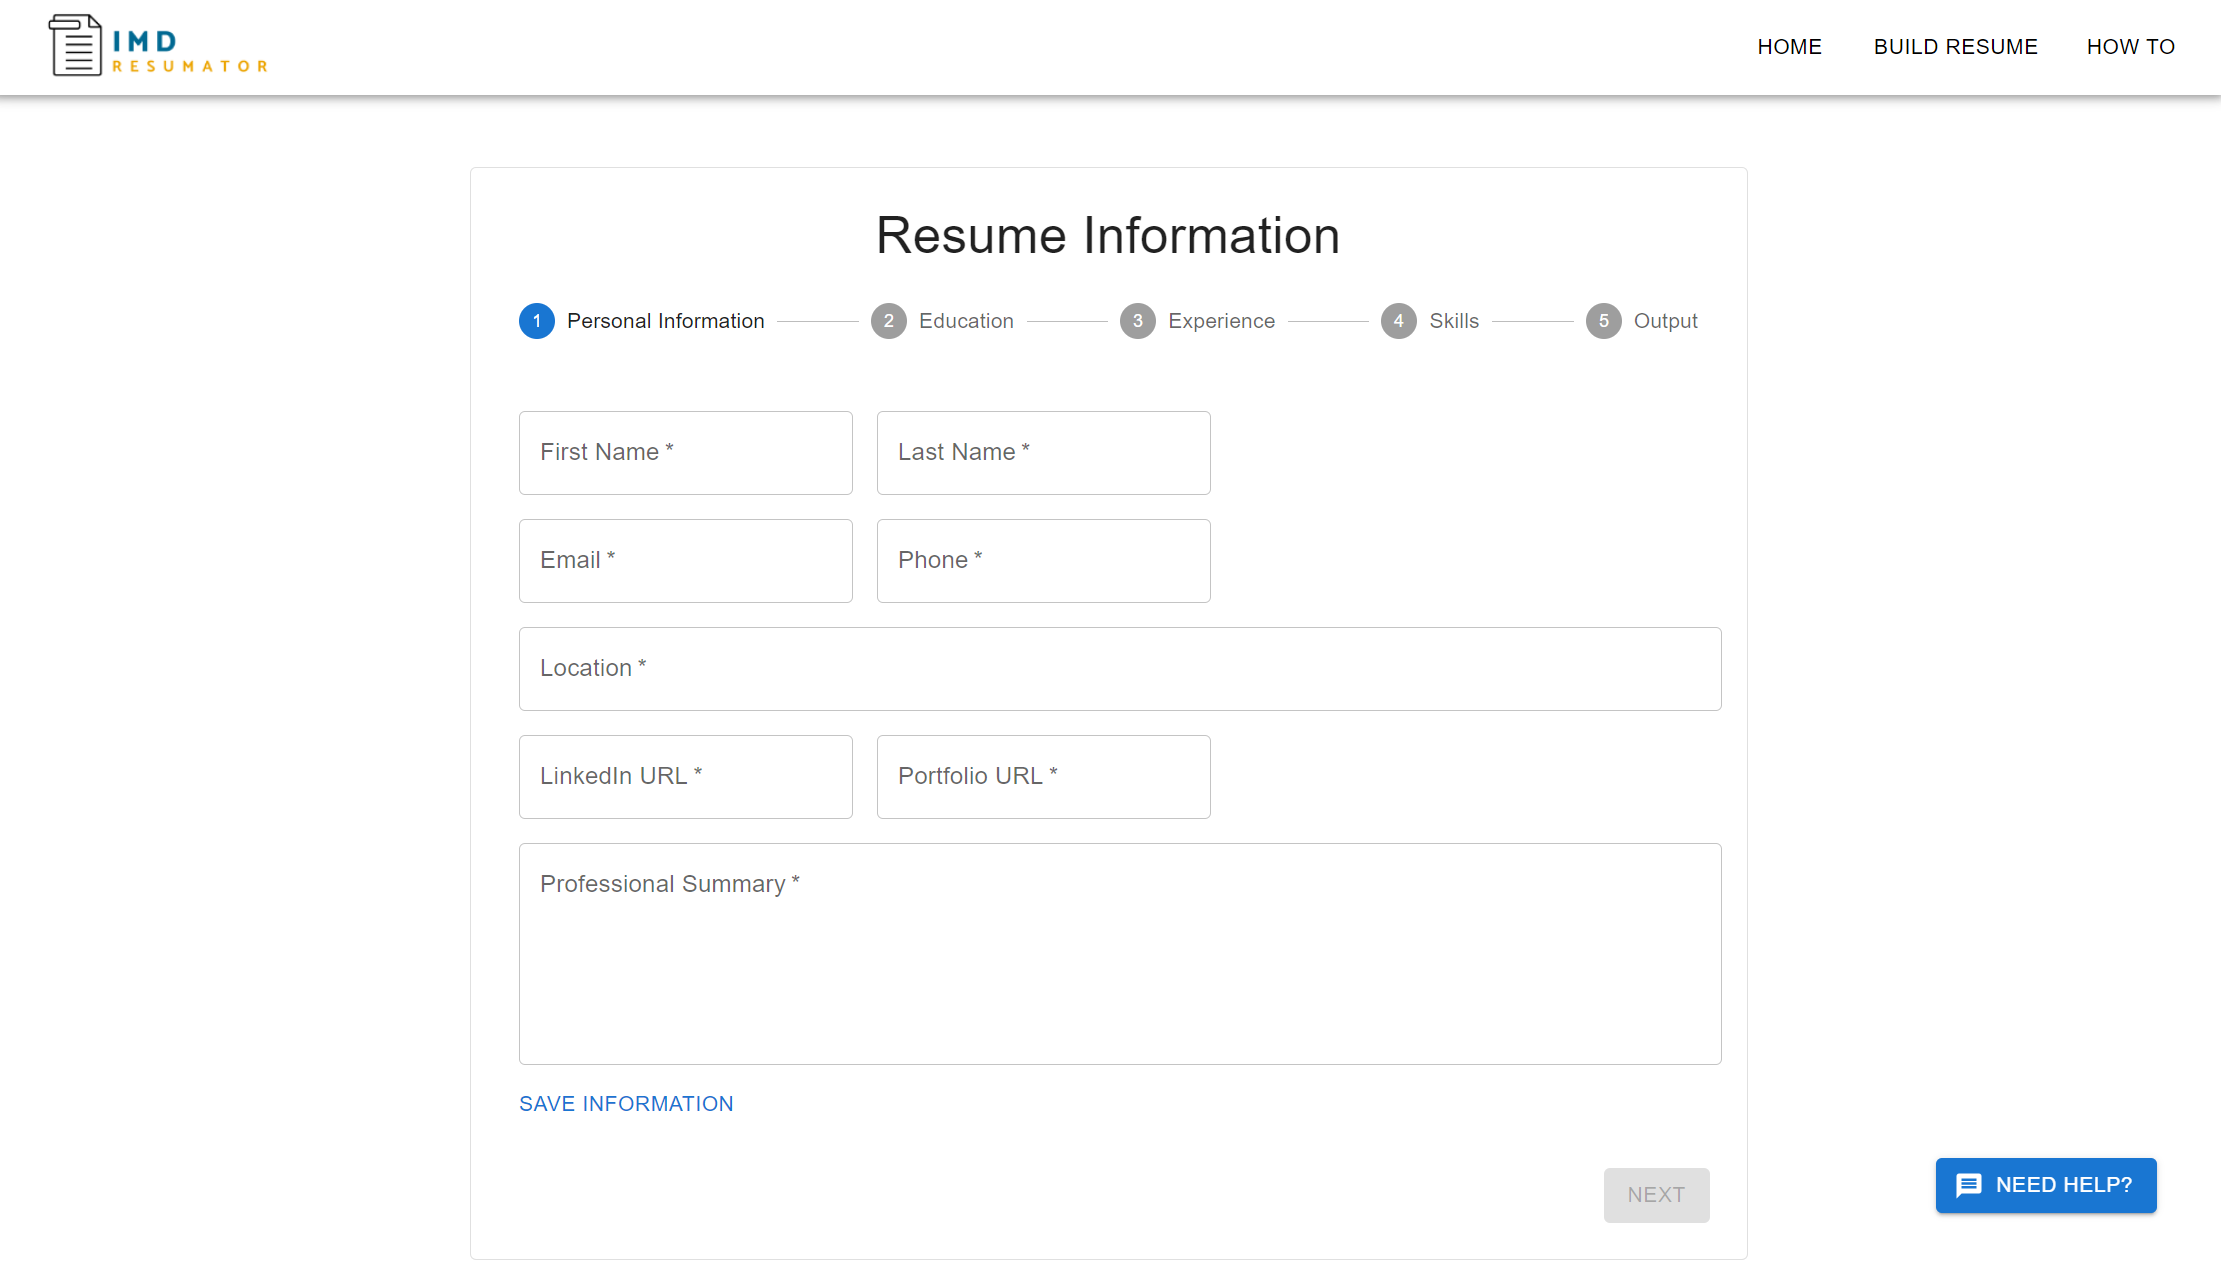 IMD
RESUMATOR
HOME BUILD RESUME HOW TO
Resume Information
1 Personal Information 2 Education 3 Experience 4 Skills 5 Output
First Name * Last Name *
Email * Phone *
Location *
LinkedIn URL * Portfolio URL *
Professional Summary *
SAVE INFORMATION
NEXT
NEED HELP?